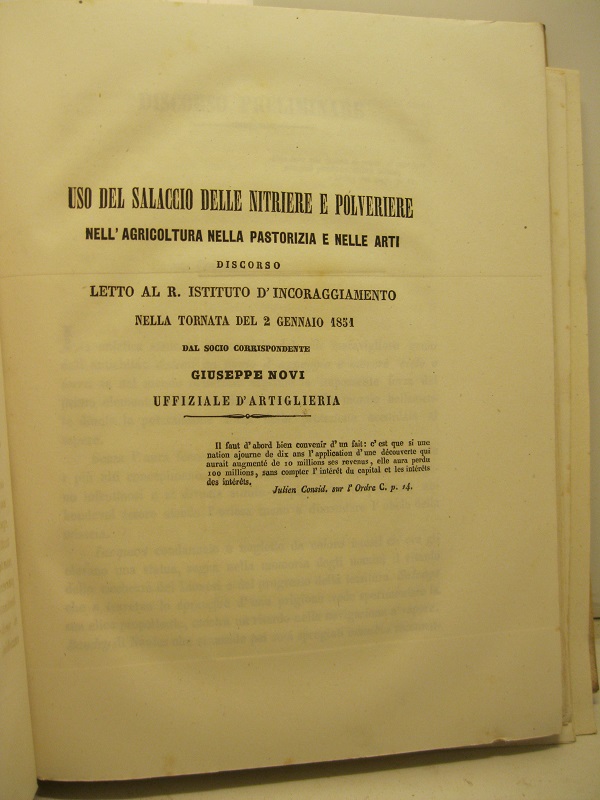 USO DEL SALACCIO DELLE NITRIERE E POLVERIERE
NELL'AGRICOLTURA NELLA PASTORIZIA E NELLE ARTI
DISCORSO
LETTO AL R. ISTITUTO D'INCORAGGIAMENTO
NELLA TORNATA DEL 2 GENNAIO 1851
DAL SOCIO CORRISPONDENTE
GIUSEPPE NOVI
UFFIZIALE D'ARTIGLIERIA
Il faut d'abord bien convenir d'un fait: c'est que si une
nation ajourne de dix ans l'application d'une découverte qui
aurait augmenté de 10 millions ses revenus, elle aura perdu
100 millions, sans compter l'intérêt du capital et les intérêts
des intérêts,
Julien Consid. sur l'Ordre C. p. 14.